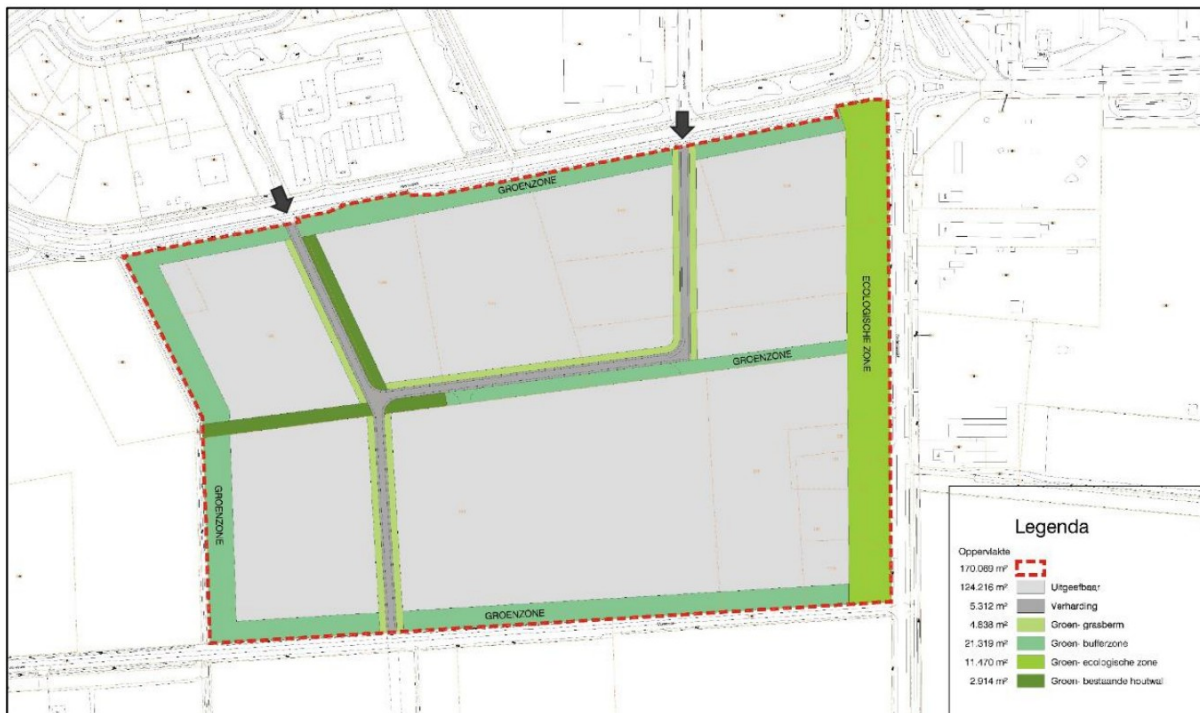 GROENZONE
ECOLOGISCHE ZONE
GROENZONE
GROENZONE
GROENZONE
Legenda
Oppervlakte
170.069 m²
124.216 m² Uitgeefbaar
5.312 m² Verharding
4.838 m² Groen- grasberm
21.319 m² Groen- bufferzone
11.470 m² Groen- ecologische zone
2.914 m² Groen- bestaande houtwal